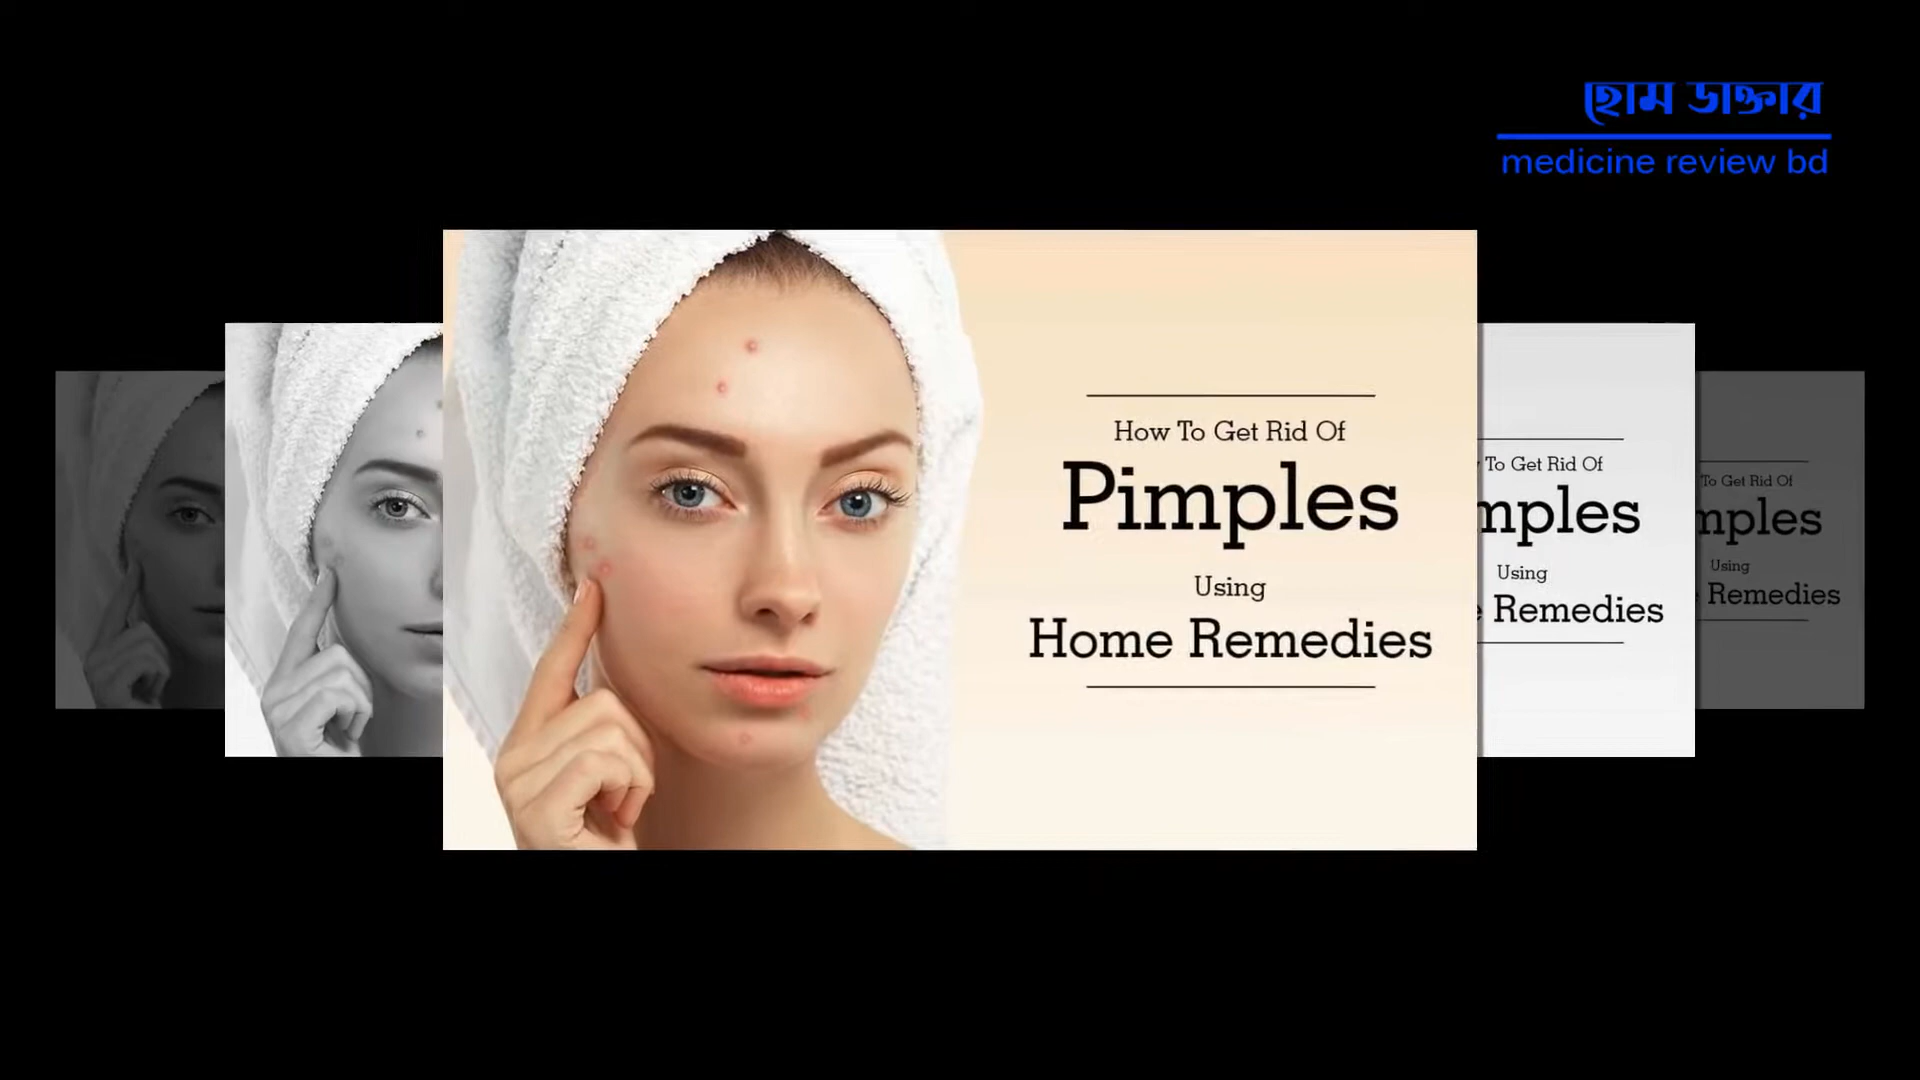 হোম ডাক্তার
medicine review bd
How To Get Rid Of
Pimples
Using
Home Remedies
To Get Rid Of
mples
Using
Remedies
To Get Rid Of
mples
Using
Remedies